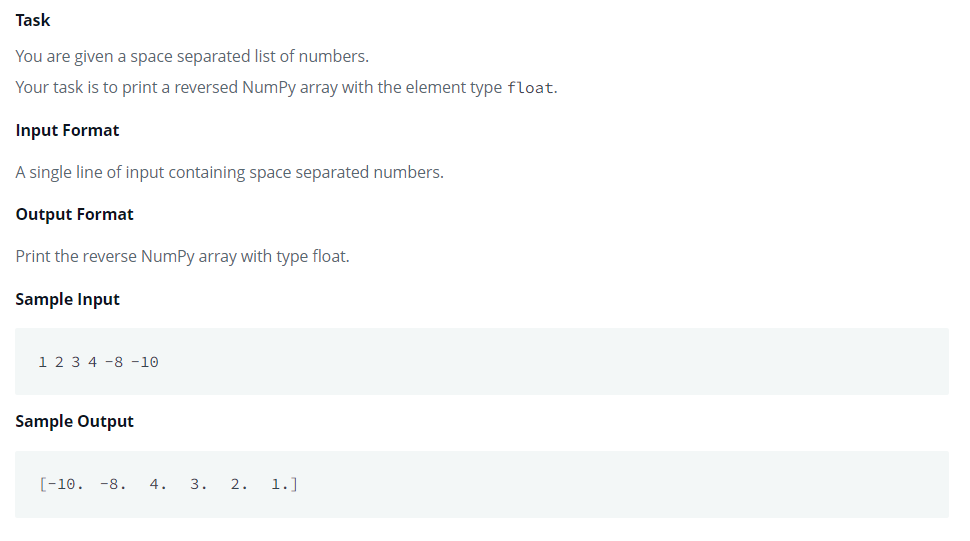 Task
You are given a space separated list of numbers.
Your task is to print a reversed NumPy array with the element type float.
Input Format
A single line of input containing space separated numbers.
Output Format
Print the reverse NumPy array with type float.
Sample Input
1 2 3 4 -8 -10
Sample Output
[-10.  -8.   4.   3.   2.   1.]